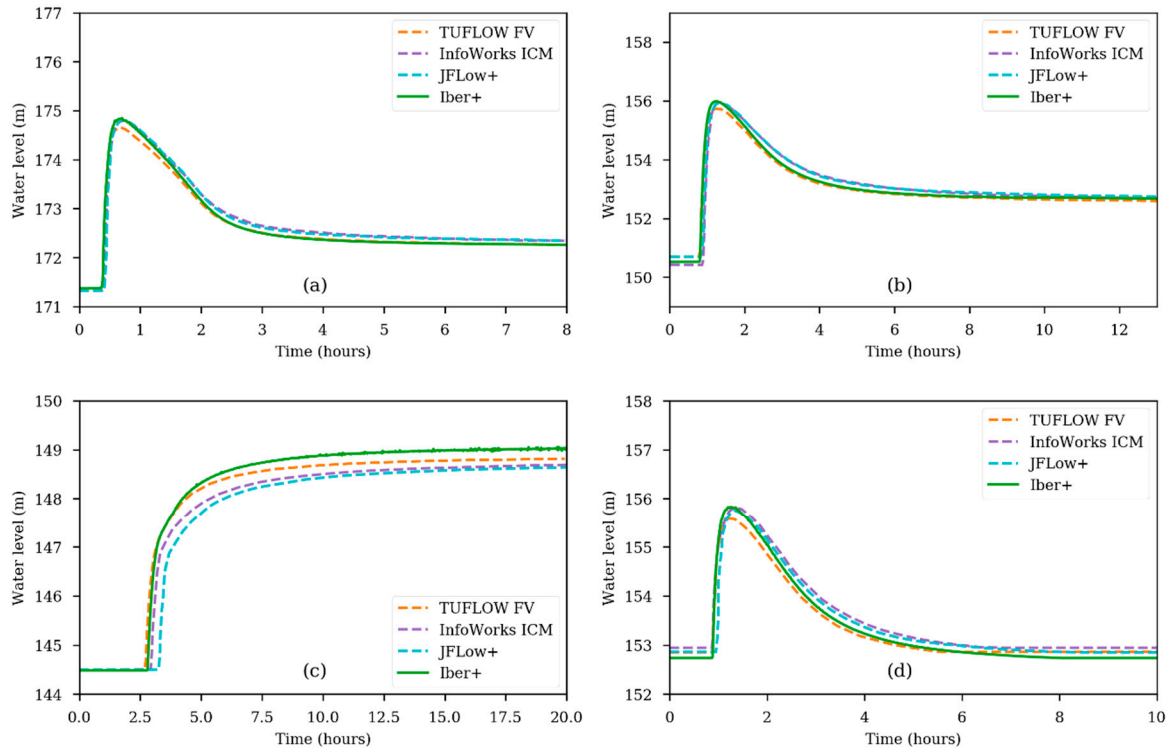 177
176
175
174
173
172
171
Water level (m)
TUFLOW FV
InfoWorks ICM
JFLow+
Iber+
(a)
0 1 2 3 4 5 6 7 8
Time (hours)
158
156
154
152
150
Water level (m)
TUFLOW FV
InfoWorks ICM
JFLow+
Iber+
(b)
0 2 4 6 8 10 12
Time (hours)
150
149
148
147
146
145
144
Water level (m)
TUFLOW FV
InfoWorks ICM
JFLow+
Iber+
(c)
0.0 2.5 5.0 7.5 10.0 12.5 15.0 17.5 20.0
Time (hours)
158
157
156
155
154
153
152
Water level (m)
TUFLOW FV
InfoWorks ICM
JFLow+
Iber+
(d)
0 2 4 6 8 10
Time (hours)